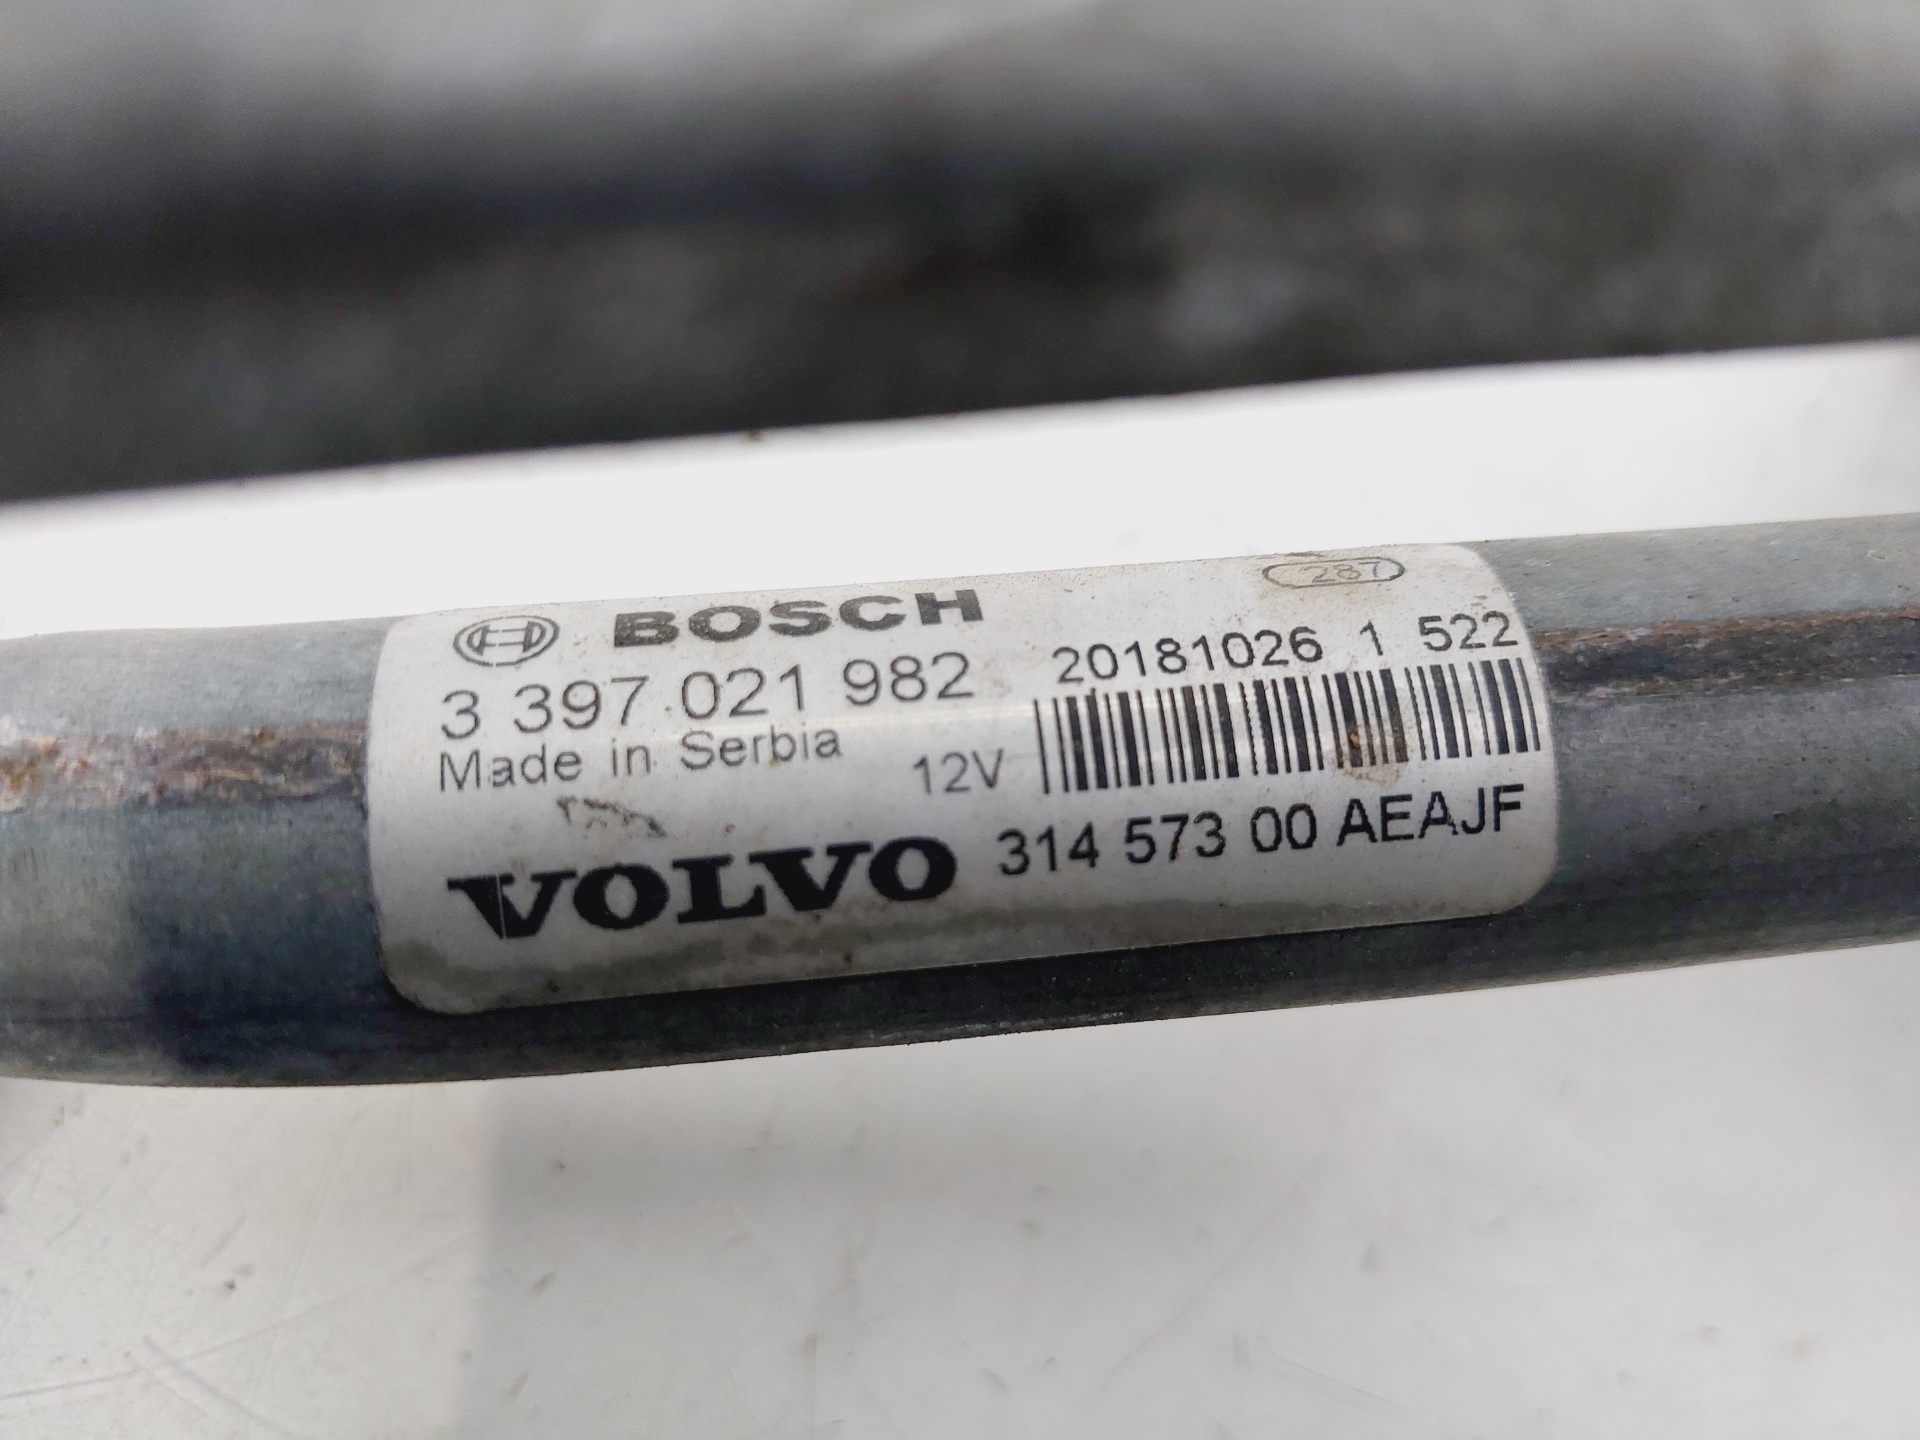 287
BOSCH
20181026 1 522
3 397 021 982
Made in Serbia
12V
VOLVO 314 573 00 AEAJF